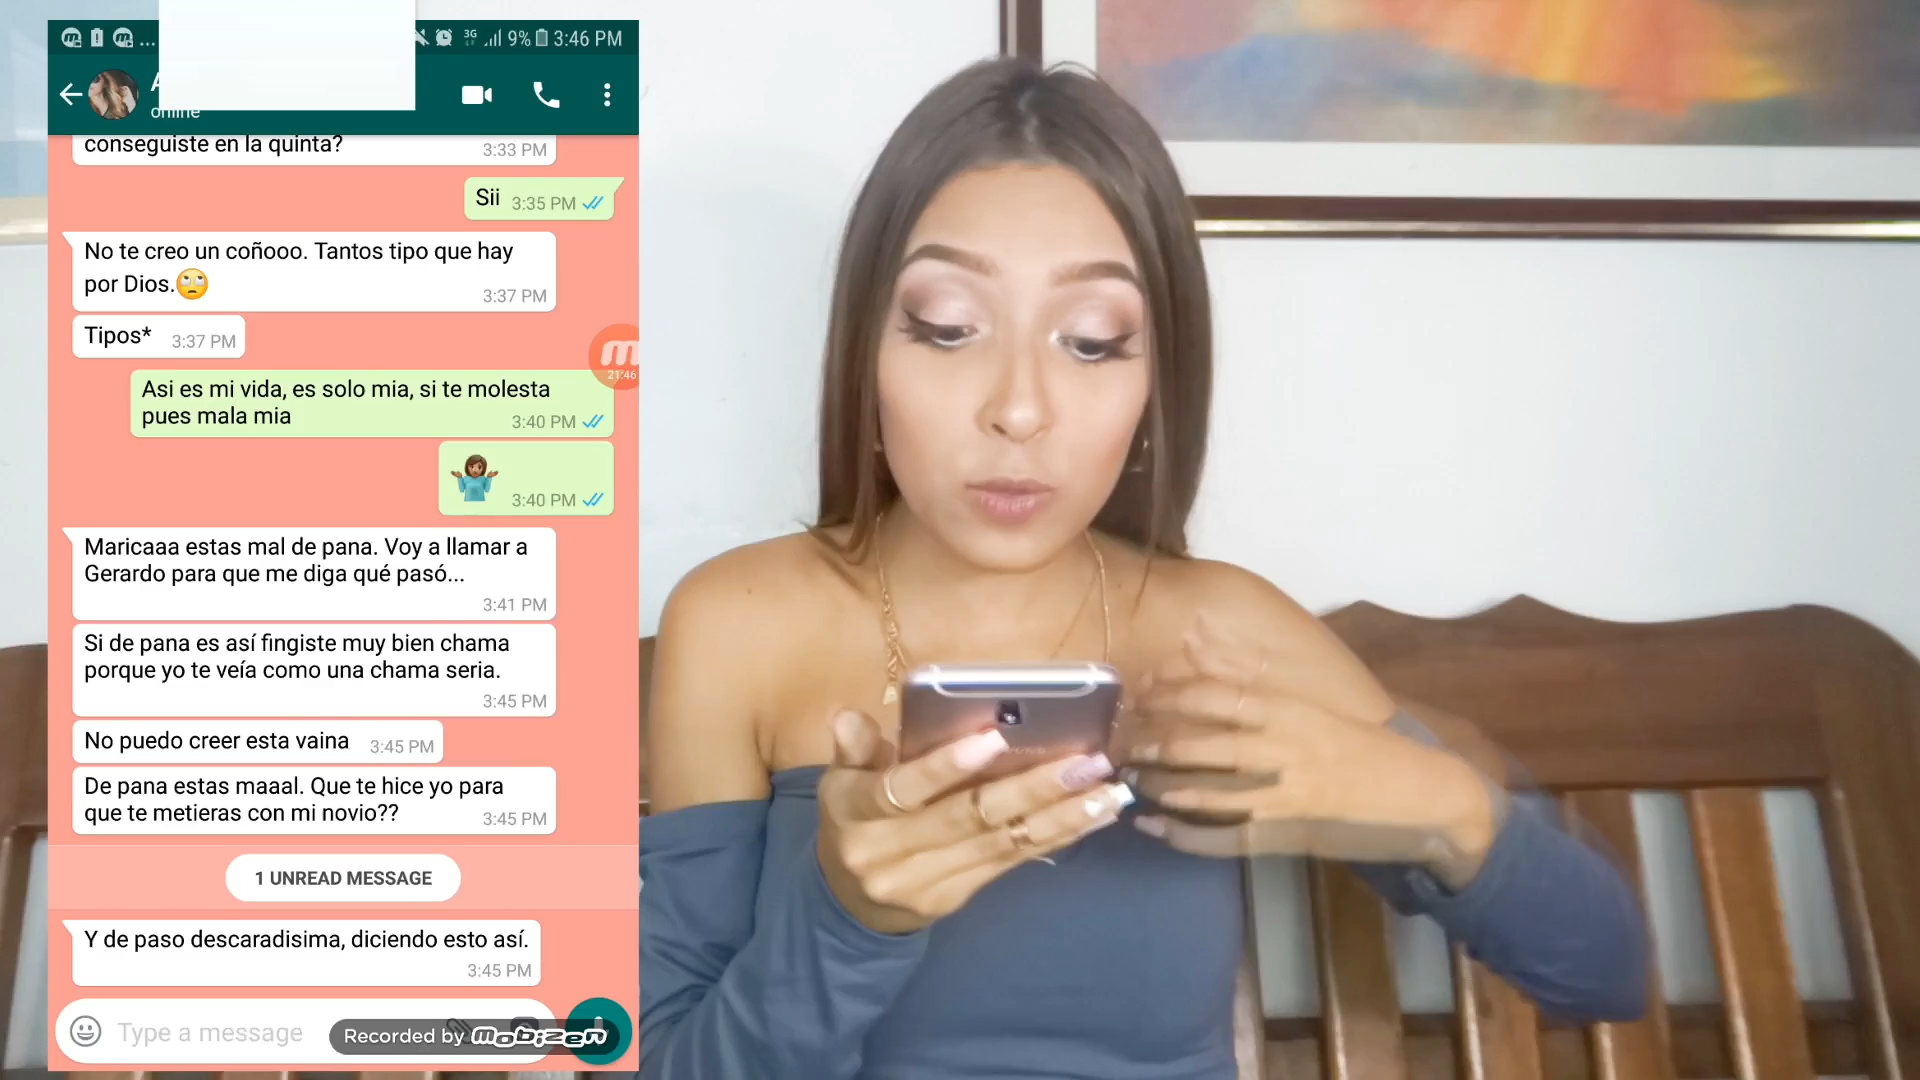 3G 9% 3:46 PM
A
online
conseguiste en la quinta?
3:33 PM
Sii 3:35 PM
No te creo un coñooo. Tantos tipo que hay
por Dios.🙄
3:37 PM
Tipos* 3:37 PM
21:46
Asi es mi vida, es solo mia, si te molesta
pues mala mia 3:40 PM
🤷🏽‍♀️ 3:40 PM
Maricaaa estas mal de pana. Voy a llamar a
Gerardo para que me diga qué pasó...
3:41 PM
Si de pana es así fingiste muy bien chama
porque yo te veía como una chama seria.
3:45 PM
No puedo creer esta vaina 3:45 PM
De pana estas maaal. Que te hice yo para
que te metieras con mi novio?? 3:45 PM
1 UNREAD MESSAGE
Y de paso descaradisima, diciendo esto así.
3:45 PM
Type a message
Recorded by mobizen